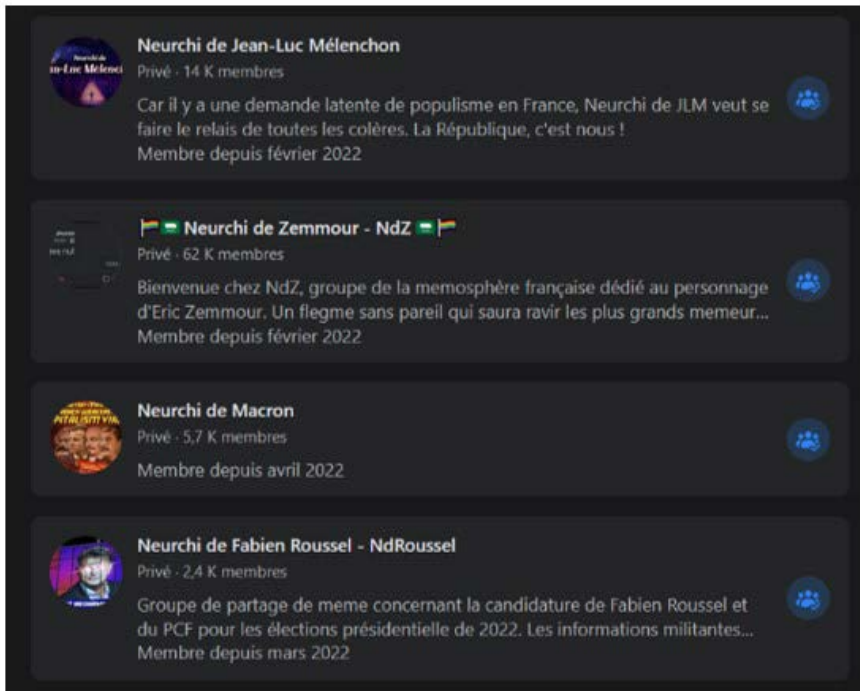 Neurchi de Jean-Luc Mélenchon
Privé · 14 K membres
Car il y a une demande latente de populisme en France, Neurchi de JLM veut se
faire le relais de toutes les colères. La République, c'est nous !
Membre depuis février 2022
🏳️‍🌈🇸🇦 Neurchi de Zemmour - NdZ 🇸🇦🏳️‍🌈
Privé · 62 K membres
Bienvenue chez NdZ, groupe de la memosphère française dédié au personnage
d'Eric Zemmour. Un flegme sans pareil qui saura ravir les plus grands memeur...
Membre depuis février 2022
Neurchi de Macron
Privé · 5,7 K membres
Membre depuis avril 2022
Neurchi de Fabien Roussel - NdRoussel
Privé · 2,4 K membres
Groupe de partage de meme concernant la candidature de Fabien Roussel et
du PCF pour les élections présidentielle de 2022. Les informations militantes...
Membre depuis mars 2022